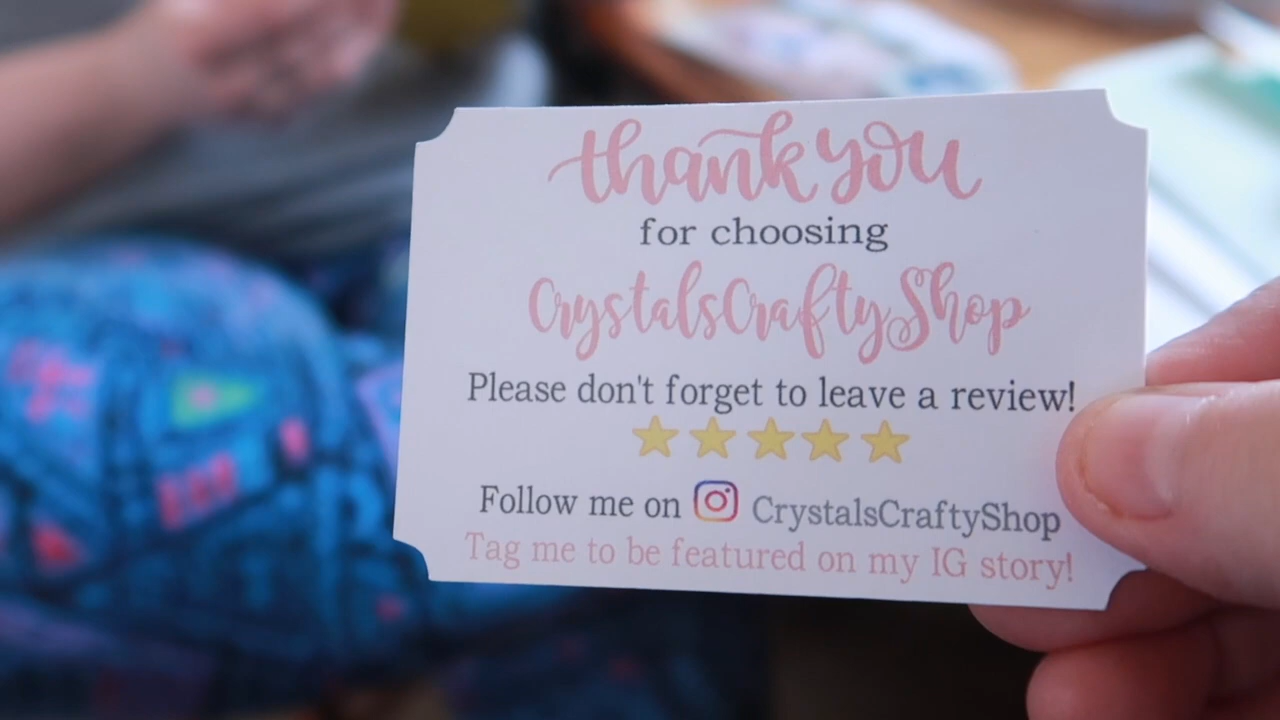 thank you
for choosing
CrystalsCraftyShop
Please don't forget to leave a review!
Follow me on CrystalsCraftyShop
Tag me to be featured on my IG story!